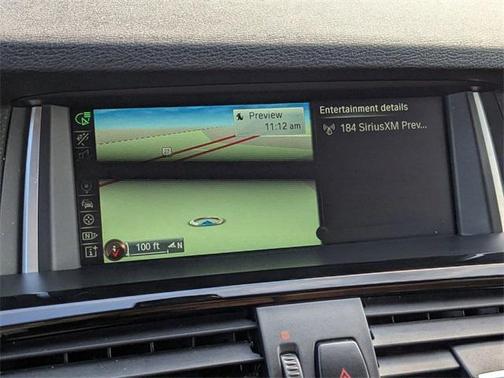 Preview
11:12 am
Entertainment details
184 SiriusXM Prev...
100 ft
N
N